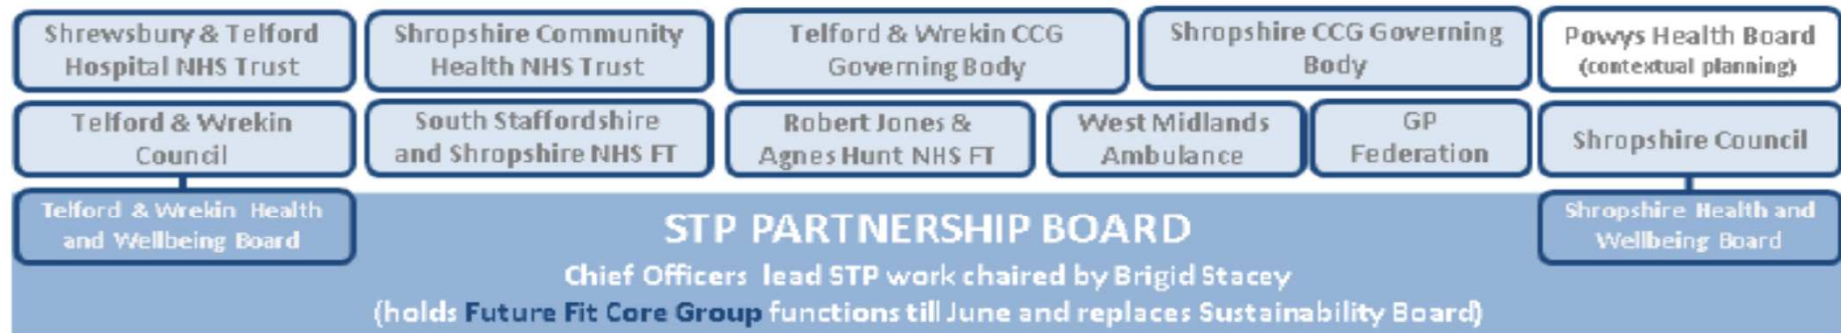 Shrewsbury & Telford
Hospital NHS Trust
Shropshire Community
Health NHS Trust
Telford & Wrekin CCG
Governing Body
Shropshire CCG Governing
Body
Powys Health Board
(contextual planning)
Telford & Wrekin
Council
South Staffordshire
and Shropshire NHS FT
Robert Jones &
Agnes Hunt NHS FT
West Midlands
Ambulance
GP
Federation
Shropshire Council
Telford & Wrekin Health
and Wellbeing Board
STP PARTNERSHIP BOARD
Chief Officers lead STP work chaired by Brigid Stacey
(holds Future Fit Core Group functions till June and replaces Sustainability Board)
Shropshire Health and
Wellbeing Board